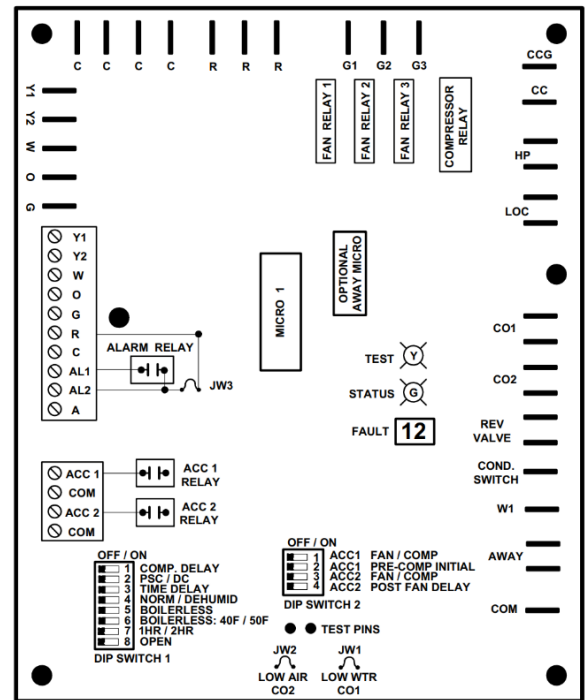 C C C C R R R G1 G2 G3
CCG
CC
HP
LOC
Y1
Y2
W
O
G
FAN RELAY 1
FAN RELAY 2
FAN RELAY 3
COMPRESSOR
RELAY
Y1
Y2
W
O
G
R
C
AL1
AL2
A
ALARM RELAY
JW3
MICRO 1
OPTIONAL
AWAY MICRO
TEST Y
STATUS G
FAULT 12
CO1
CO2
REV
VALVE
COND.
SWITCH
W1
AWAY
COM
ACC 1
COM
ACC 2
COM
ACC 1
RELAY
ACC 2
RELAY
OFF / ON
1 COMP. DELAY
2 PSC / DC
3 TIME DELAY
4 NORM / DEHUMID
5 BOILERLESS
6 BOILERLESS: 40F / 50F
7 1HR / 2HR
8 OPEN
DIP SWITCH 1
OFF / ON
1 ACC1 FAN / COMP
2 ACC1 PRE-COMP INITIAL
3 ACC2 FAN / COMP
4 ACC2 POST FAN DELAY
DIP SWITCH 2
TEST PINS
JW2
LOW AIR
CO2
JW1
LOW WTR
CO1